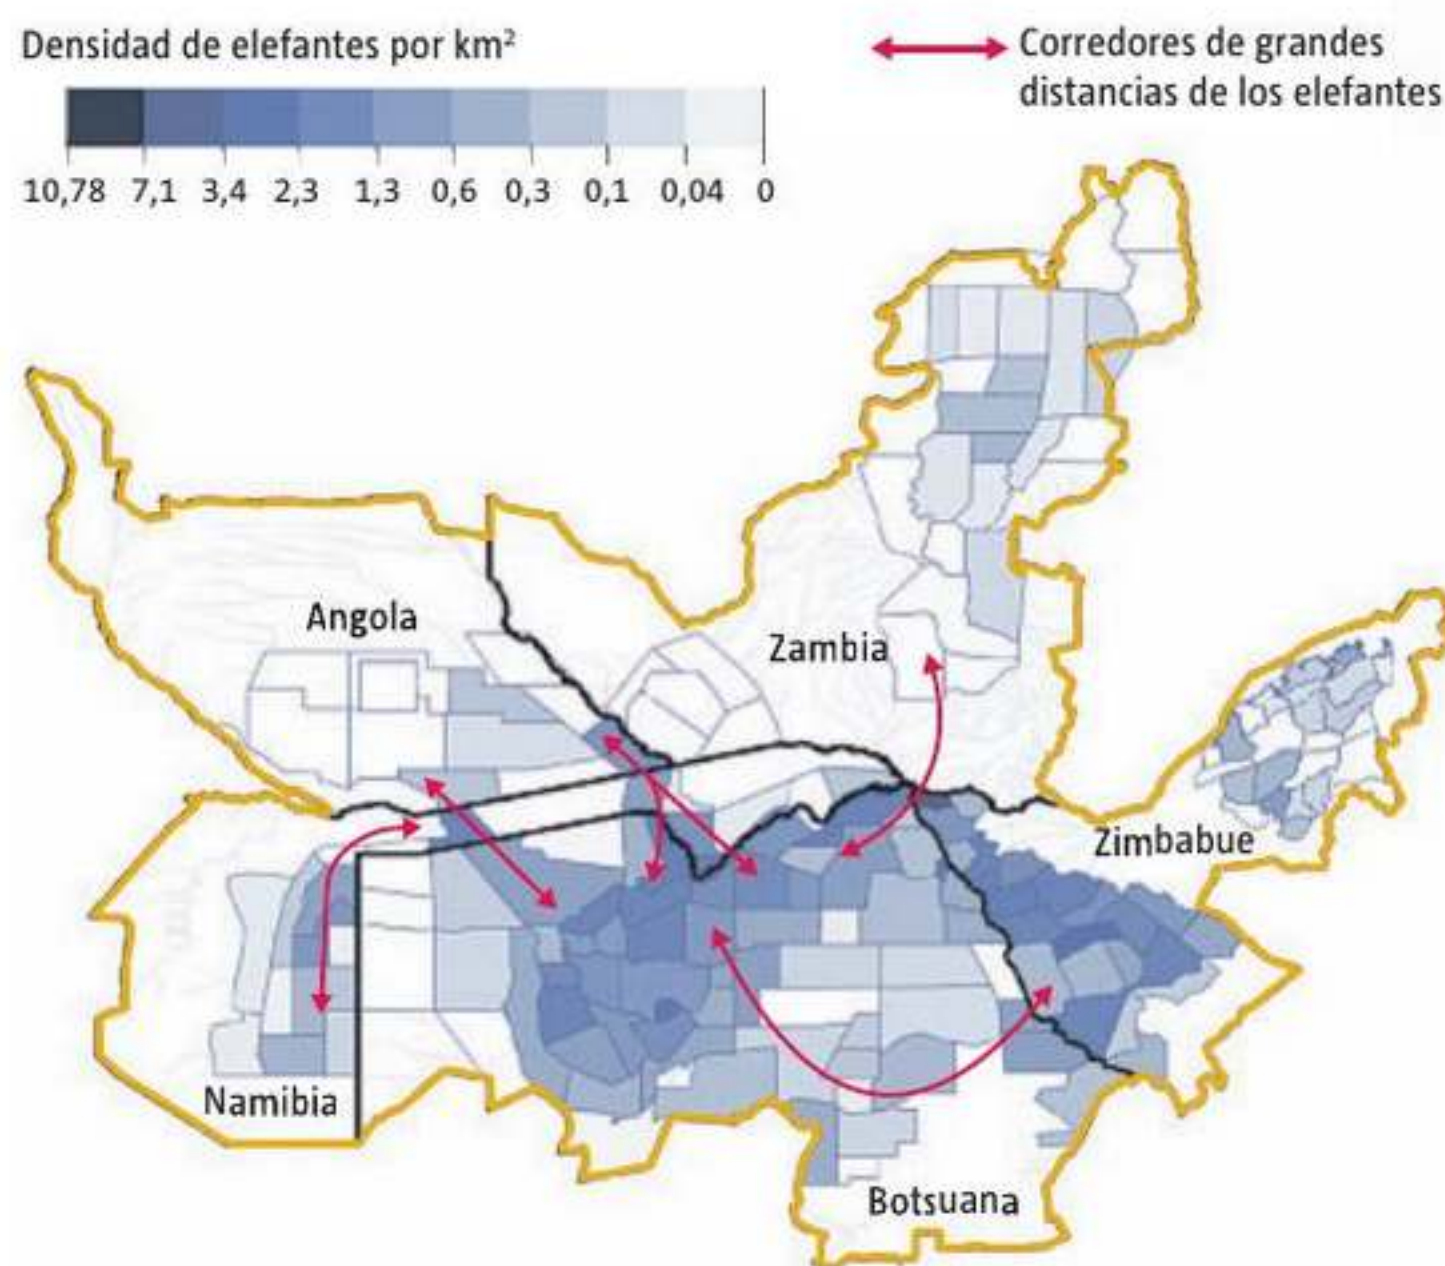 Densidad de elefantes por km²
10,78 7,1 3,4 2,3 1,3 0,6 0,3 0,1 0,04 0
Corredores de grandes
distancias de los elefantes
Angola
Zambia
Zimbabue
Namibia
Botsuana